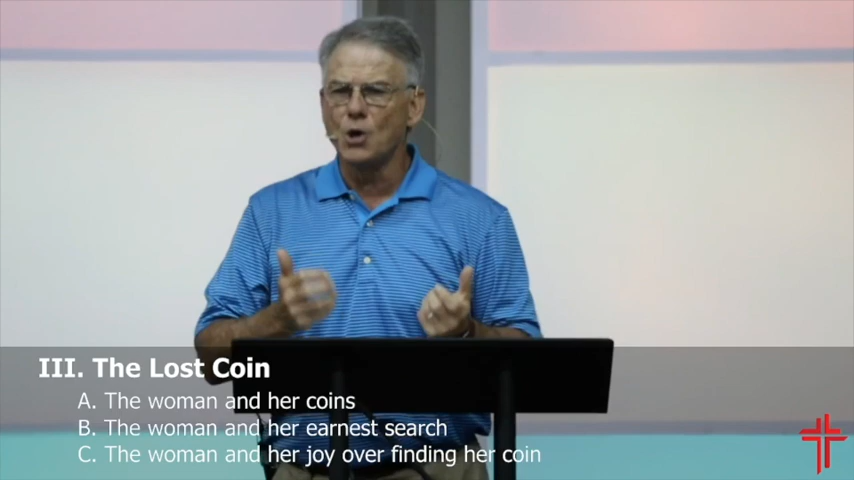 III. The Lost Coin
A. The woman and her coins
B. The woman and her earnest search
C. The woman and her joy over finding her coin